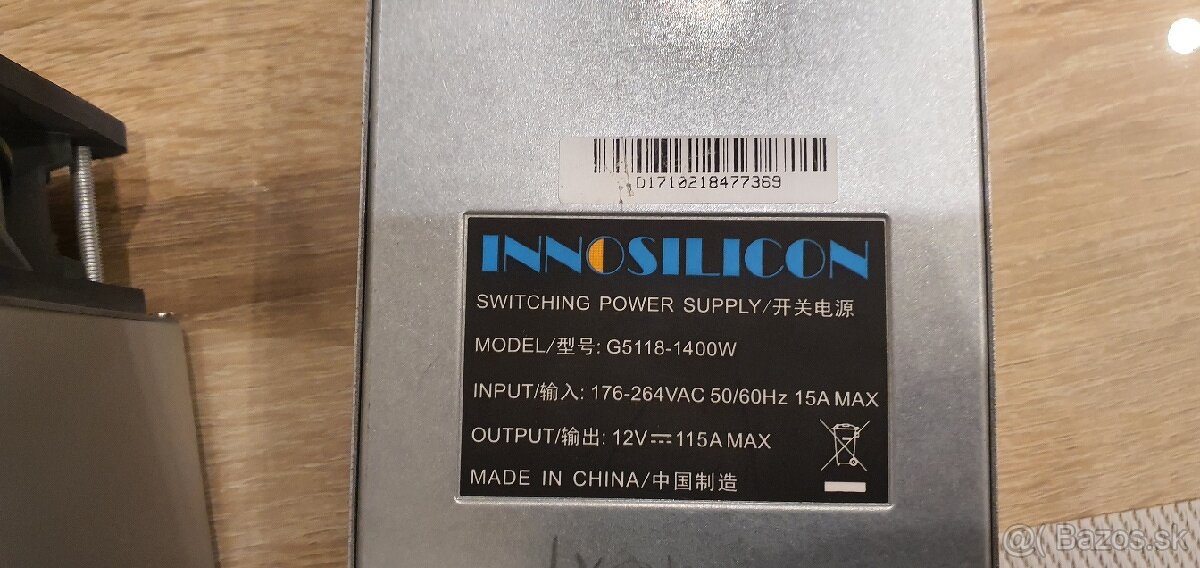 D1710218477369
INNOSILICON
SWITCHING POWER SUPPLY/开关电源
MODEL/型号: G5118-1400W
INPUT/输入: 176-264VAC 50/60Hz 15A MAX
OUTPUT/输出: 12V⎓115A MAX
MADE IN CHINA/中国制造
@( Bazos.sk